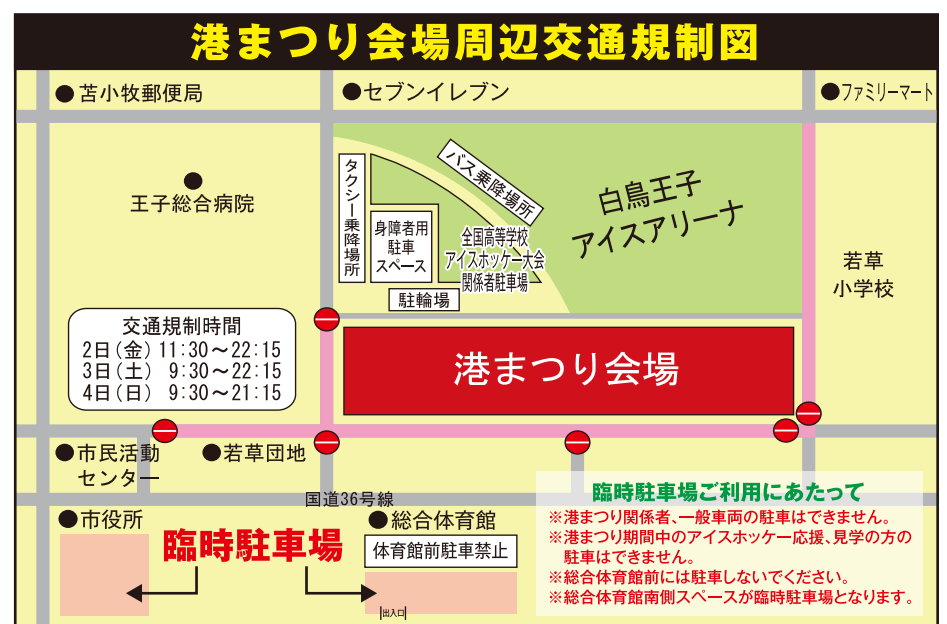 港まつり会場周辺交通規制図
●苫小牧郵便局
●セブンイレブン
●ファミリーマート
王子総合病院
タクシー乗降場所
バス乗降場所
身障者用
駐車
スペース
全国高等学校
アイスホッケー大会
関係者駐車場
駐輪場
白鳥王子
アイスアリーナ
若草
小学校
交通規制時間
2日(金) 11:30～22:15
3日(土) 9:30～22:15
4日(日) 9:30～21:15
港まつり会場
●市民活動
センター
●若草団地
国道36号線
●市役所
臨時駐車場
●総合体育館
体育館前駐車禁止
出入口
臨時駐車場ご利用にあたって
※港まつり関係者、一般車両の駐車はできません。
※港まつり期間中のアイスホッケー応援、見学の方の
駐車はできません。
※総合体育館前には駐車しないでください。
※総合体育館南側スペースが臨時駐車場となります。